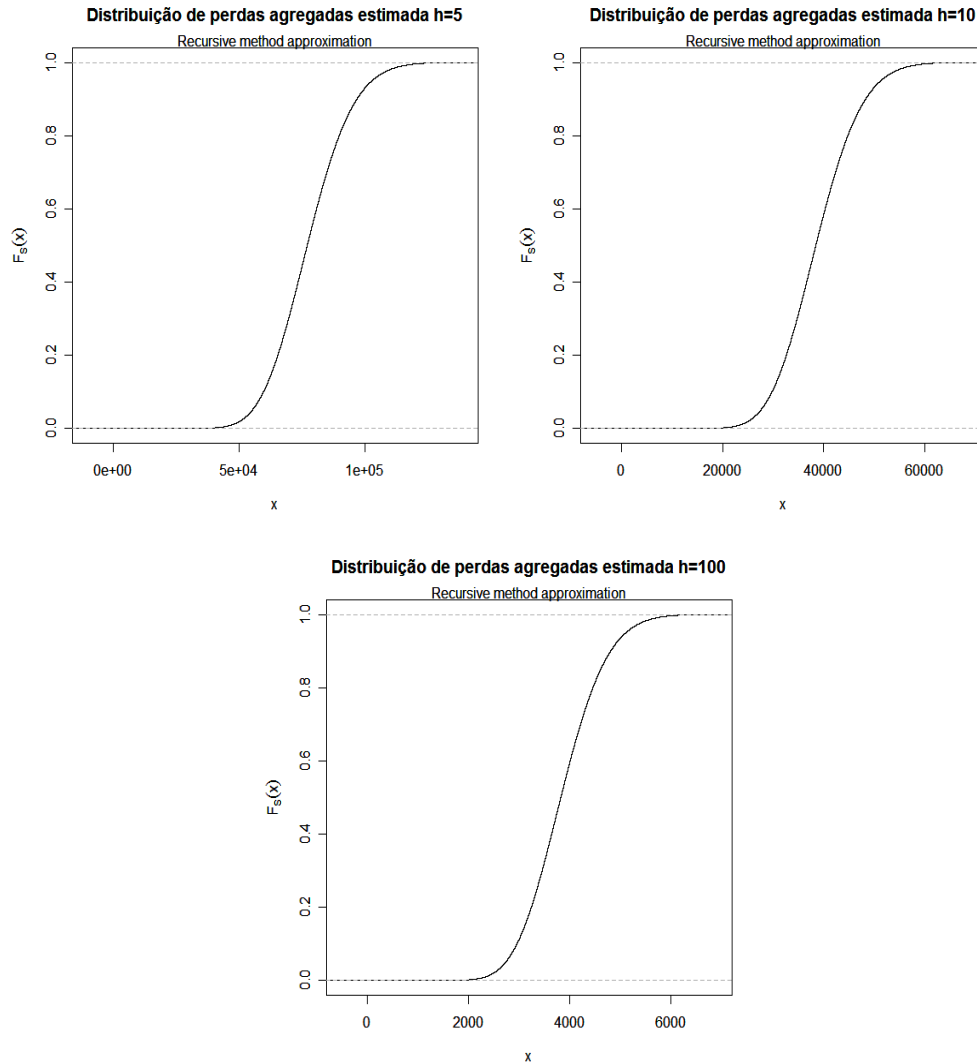 Distribuição de perdas agregadas estimada h=5
Recursive method approximation
1.0
0.8
0.6
0.4
0.2
0.0
Fs(x)
0e+00 5e+04 1e+05
x
Distribuição de perdas agregadas estimada h=10
Recursive method approximation
1.0
0.8
0.6
0.4
0.2
0.0
Fs(x)
0 20000 40000 60000
x
Distribuição de perdas agregadas estimada h=100
Recursive method approximation
1.0
0.8
0.6
0.4
0.2
0.0
Fs(x)
0 2000 4000 6000
x